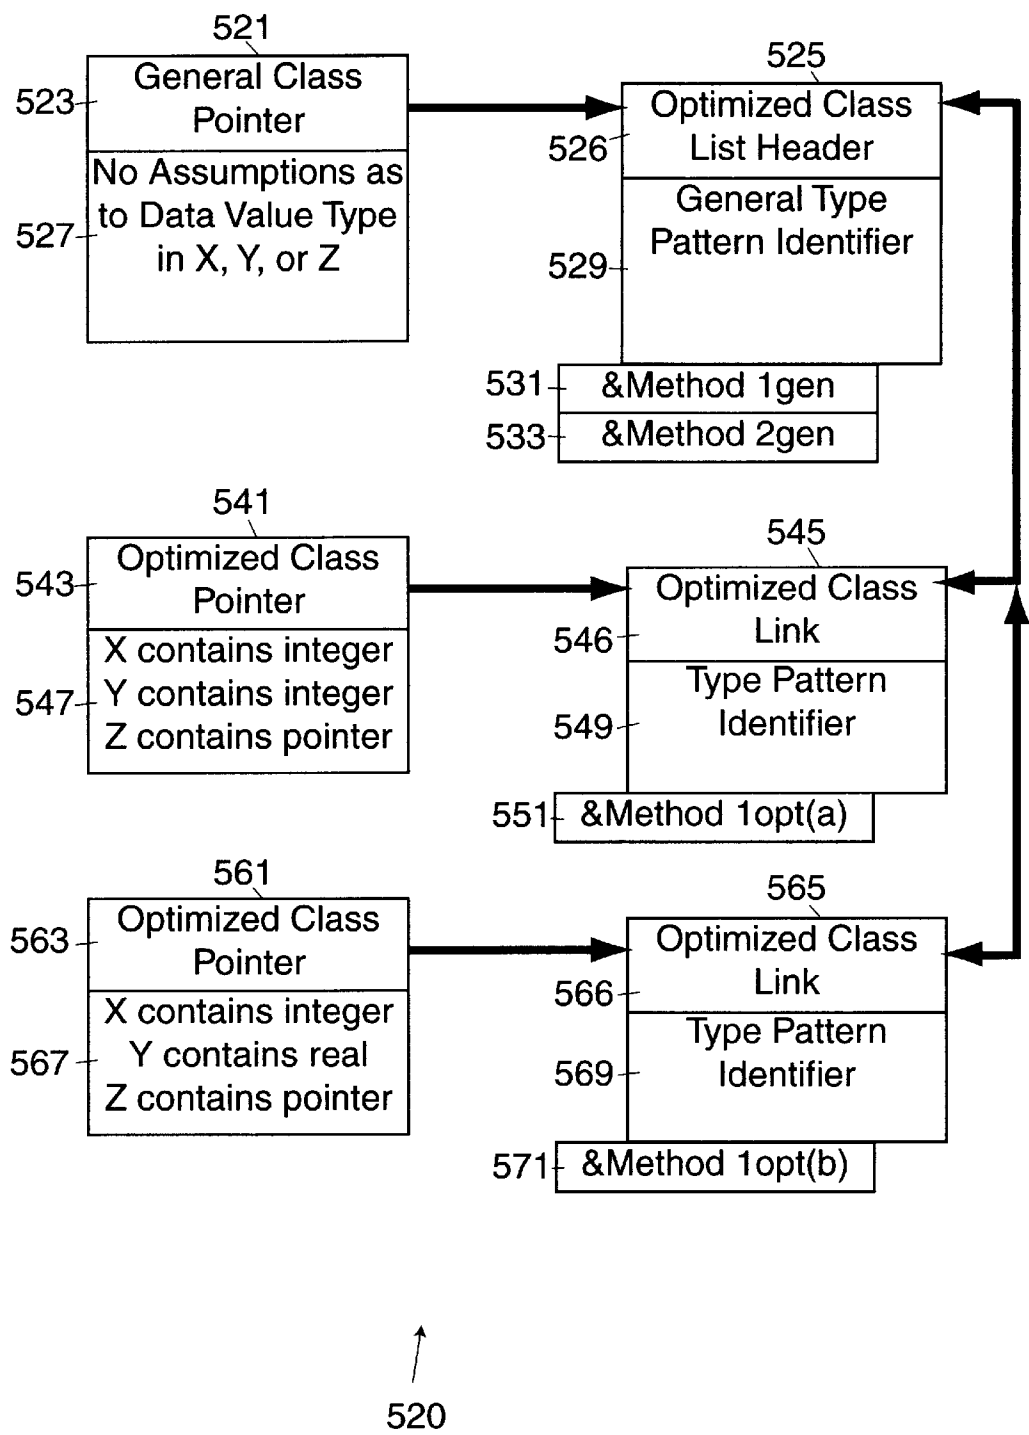 521
General Class
Pointer
523
No Assumptions as
to Data Value Type
in X, Y, or Z
527
525
Optimized Class
List Header
526
General Type
Pattern Identifier
529
531
&Method 1gen
533
&Method 2gen
541
Optimized Class
Pointer
543
X contains integer
Y contains integer
Z contains pointer
547
545
Optimized Class
Link
546
Type Pattern
Identifier
549
551
&Method 1opt(a)
561
Optimized Class
Pointer
563
X contains integer
Y contains real
Z contains pointer
567
565
Optimized Class
Link
566
Type Pattern
Identifier
569
571
&Method 1opt(b)
520